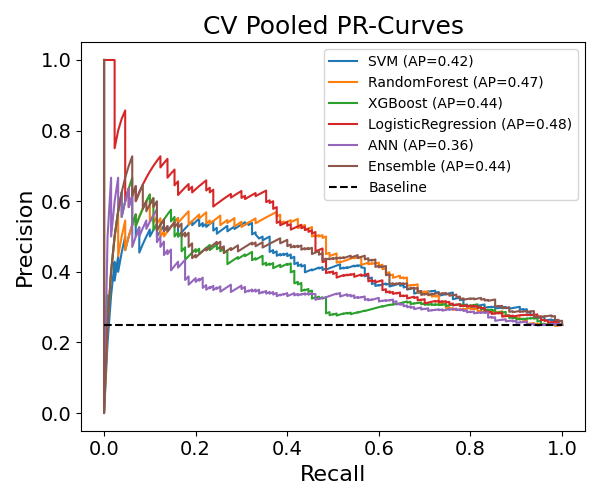 CV Pooled PR-Curves
SVM (AP=0.42)
RandomForest (AP=0.47)
XGBoost (AP=0.44)
LogisticRegression (AP=0.48)
ANN (AP=0.36)
Ensemble (AP=0.44)
Baseline
Precision
1.0
0.8
0.6
0.4
0.2
0.0
0.0 0.2 0.4 0.6 0.8 1.0
Recall